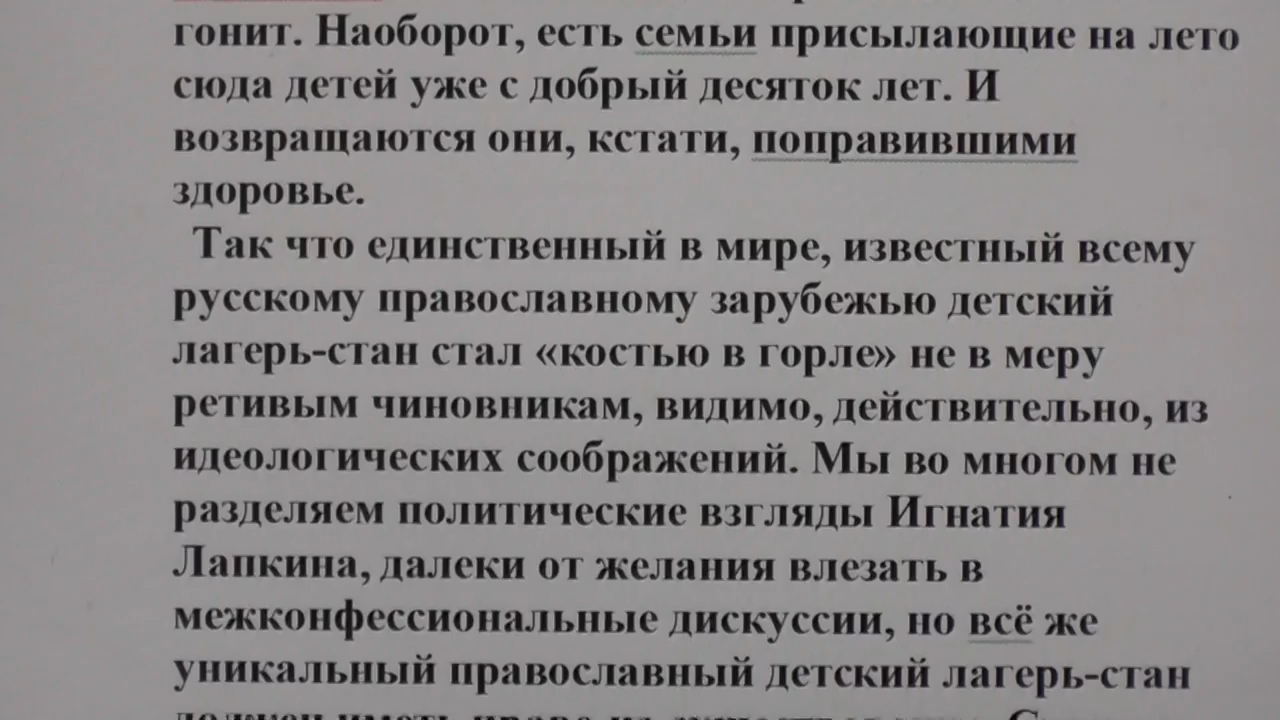 гонит. Наоборот, есть семьи присылающие на лето
сюда детей уже с добрый десяток лет. И
возвращаются они, кстати, поправившими
здоровье.
Так что единственный в мире, известный всему
русскому православному зарубежью детский
лагерь-стан стал «костью в горле» не в меру
ретивым чиновникам, видимо, действительно, из
идеологических соображений. Мы во многом не
разделяем политические взгляды Игнатия
Лапкина, далеки от желания влезать в
межконфессиональные дискуссии, но всё же
уникальный православный детский лагерь-стан